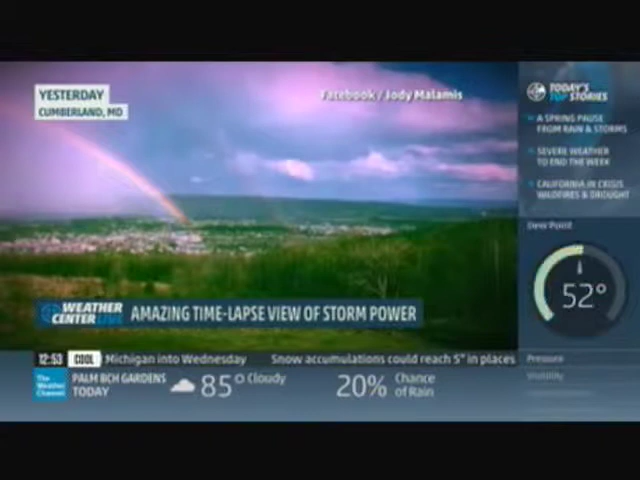 YESTERDAY
CUMBERLAND, MD
Facebook / Jody Malamis
TODAY'S
TOP STORIES
A SPRING PAUSE
FROM RAIN & STORMS
SEVERE WEATHER
TO END THE WEEK
CALIFORNIA IN CRISIS
WILDFIRES & DROUGHT
Dew Point
52°
WEATHER
CENTER LIVE
AMAZING TIME-LAPSE VIEW OF STORM POWER
12:53 COOL Michigan into Wednesday Snow accumulations could reach 5" in places
Pressure
Visibility
The
Weather
Channel
PALM BCH GARDENS
TODAY
85° Cloudy
20% Chance
of Rain